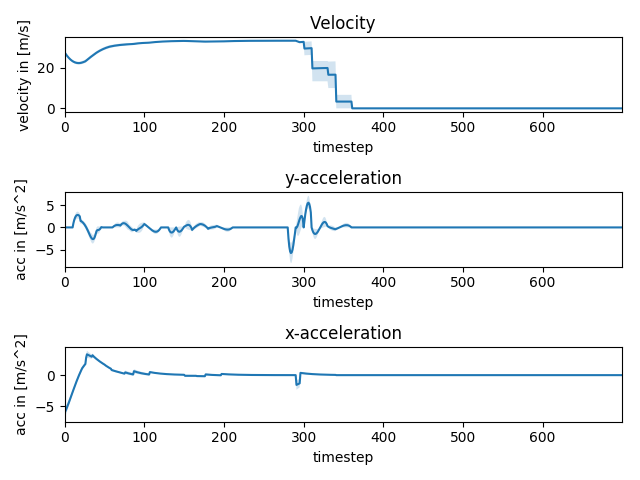 Velocity
velocity in [m/s]
20
0
0 100 200 300 400 500 600
timestep
y-acceleration
acc in [m/s^2]
5
0
−5
0 100 200 300 400 500 600
timestep
x-acceleration
acc in [m/s^2]
0
−5
0 100 200 300 400 500 600
timestep